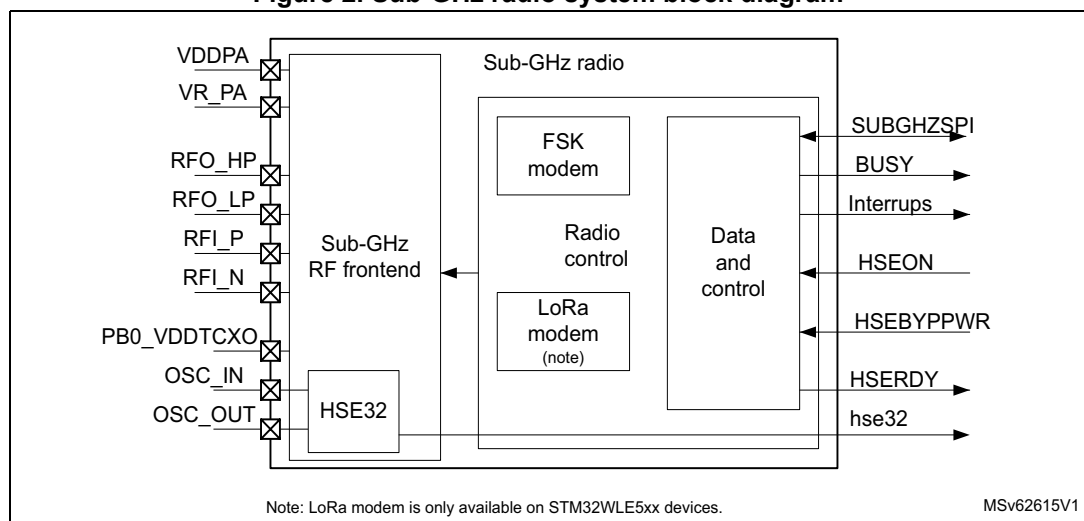 Figure 2. Sub-GHz radio system block diagram
VDDPA
VR_PA
RFO_HP
RFO_LP
RFI_P
RFI_N
PB0_VDDTCXO
OSC_IN
OSC_OUT
Sub-GHz
RF frontend
HSE32
Sub-GHz radio
FSK
modem
Radio
control
LoRa
modem
(note)
Data
and
control
SUBGHZSPI
BUSY
Interrups
HSEON
HSEBYPPWR
HSERDY
hse32
Note: LoRa modem is only available on STM32WLE5xx devices.
MSv62615V1